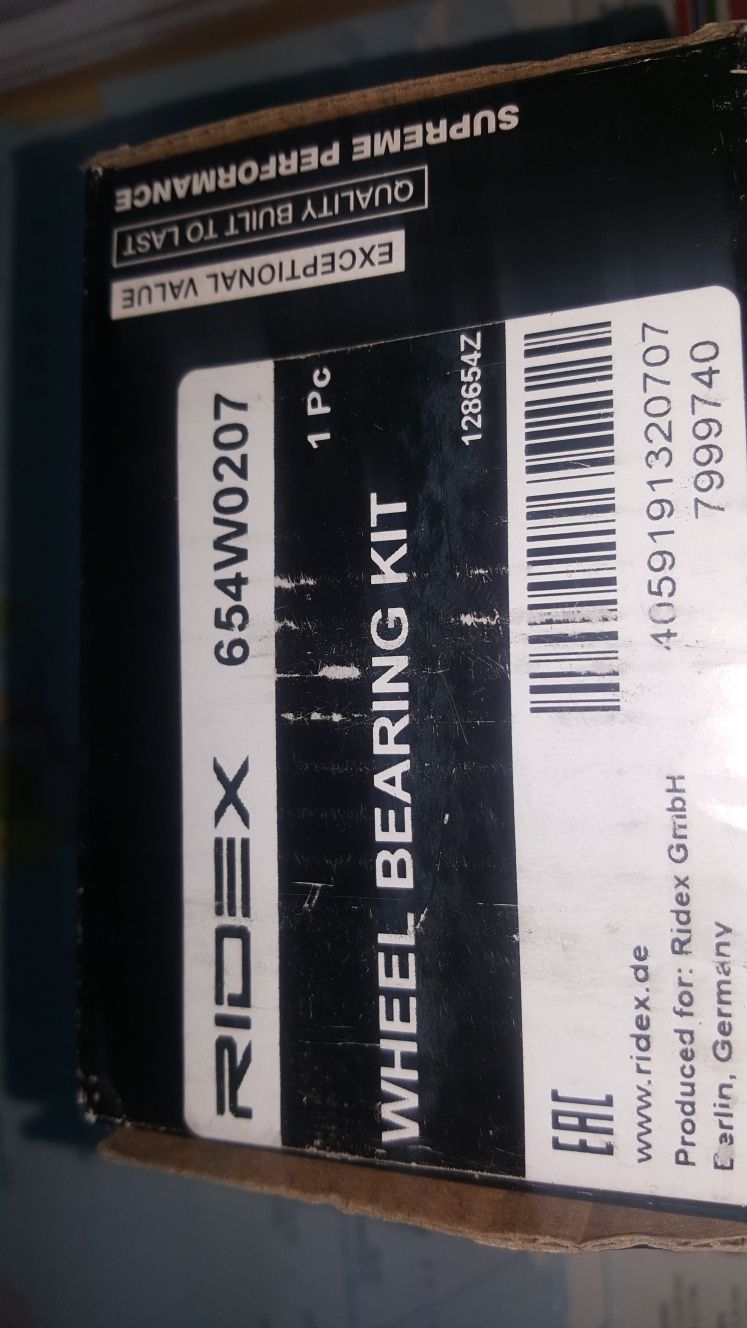 SUPREME PERFORMANCE
QUALITY BUILT TO LAST
EXCEPTIONAL VALUE
RIDEX 654W0207
1 Pc
WHEEL BEARING KIT
128654Z
4059191320707
7999740
EAC
www.ridex.de
Produced for: Ridex GmbH
Berlin, Germany